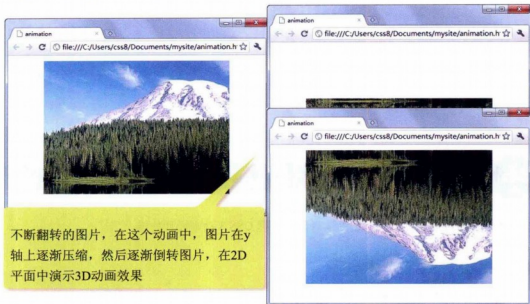 animation
file:///C:/Users/css8/Documents/mysite/animation.h
animation
file:///C:/Users/css8/Documents/mysite/animation.h
animation
file:///C:/Users/css8/Documents/mysite/animation.h
不断翻转的图片，在这个动画中，图片在y
轴上逐渐压缩，然后逐渐倒转图片，在2D
平面中演示3D动画效果